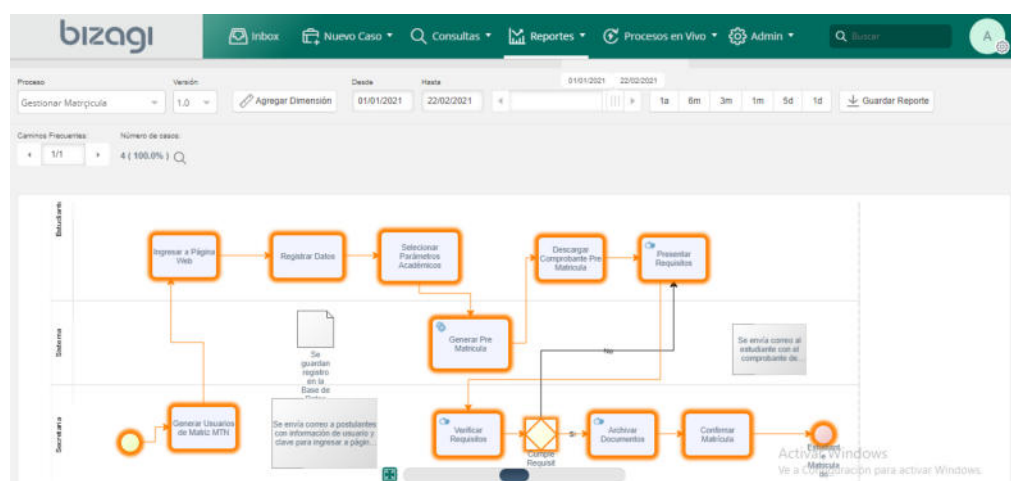 bizagi
Inbox
Nuevo Caso
Consultas
Reportes
Procesos en Vivo
Admin
Buscar
A
Proceso
Versión
Desde
Hasta
01/01/2021
22/02/2021
Gestionar Matrpicula
1.0
Agregar Dimensión
01/01/2021
22/02/2021
1a
6m
3m
1m
5d
1d
Guardar Reporte
Caminos Frecuentes:
Número de casos:
1/1
4 ( 100.0% )
Estudiante
Ingresar a Página
Web
Registrar Datos
Selecionar
Parámetros
Académicos
Descargar
Comprobante Pre
Matricula
Presentar
Requisitos
Sistema
Se
guardan
registro
en la
Base de
Generar Pre
Matricula
No
Se envía correo al
estudiante con el
comprobante de...
Secretaria
Generar Usuarios
de Matriz MTN
Se envía correo a postulantes
con información de usuario y
clave para ingresar a págin...
Verificar
Requisitos
Cumple
Requisit
Si
Archivar
Documentos
Confirmar
Matrícula
Estudiant
e
Matricula
do
Activar Windows
Ve a Configuración para activar Windows.